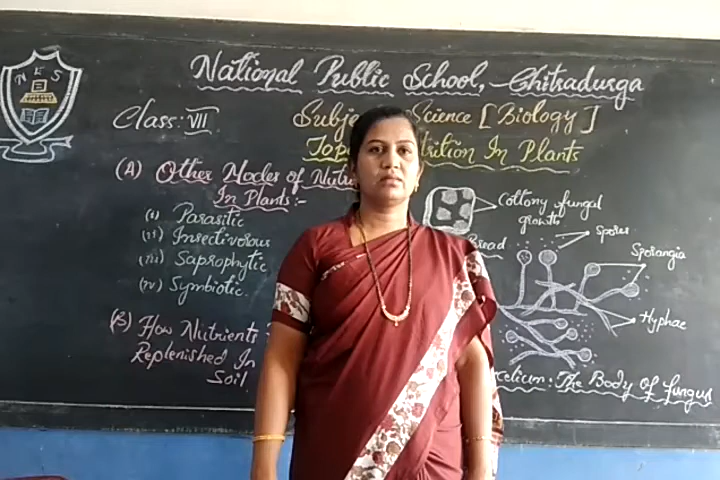 N E S
National Public School, Chitradurga
Class: VII
Science [Biology]
In Plants
(A) Other Modes of
In Plants:-
(i) Parasitic
(ii) Insectivorous
(iii) Saprophytic
(iv) Symbiotic.
(B) How Nutrients
Replenished In
Soil
Cottony fungal
growth
Bread
Spores
Sporangia
Hyphae
The Body of fungus